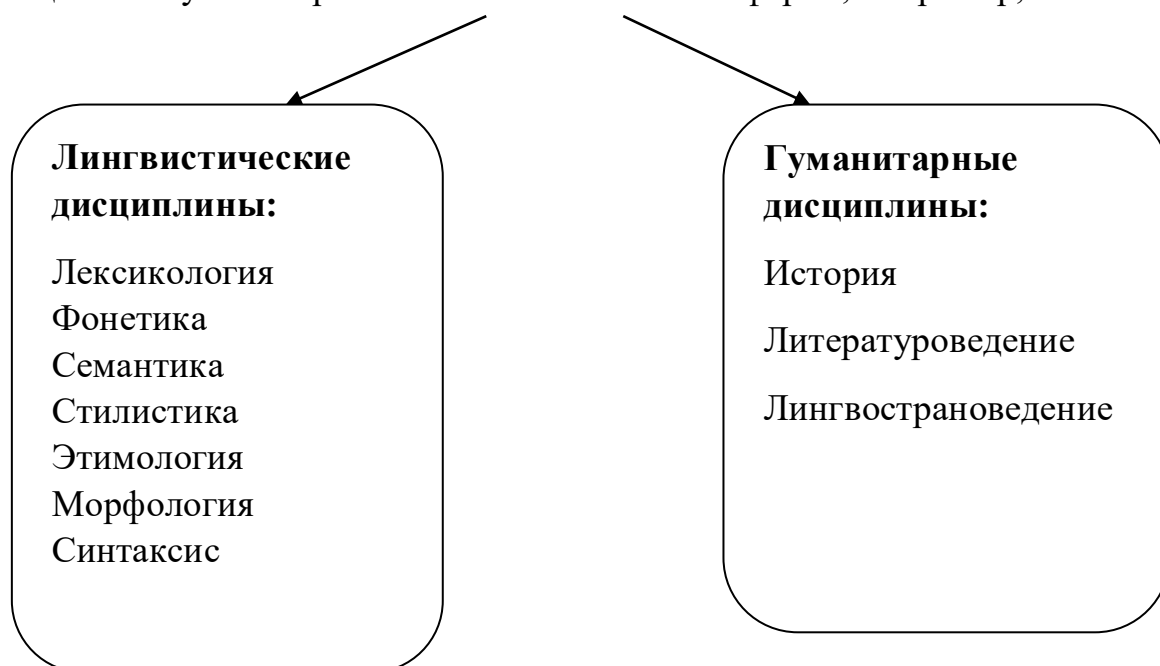 Лингвистические
дисциплины:
Лексикология
Фонетика
Семантика
Стилистика
Этимология
Морфология
Синтаксис
Гуманитарные
дисциплины:
История
Литературоведение
Лингвострановедение